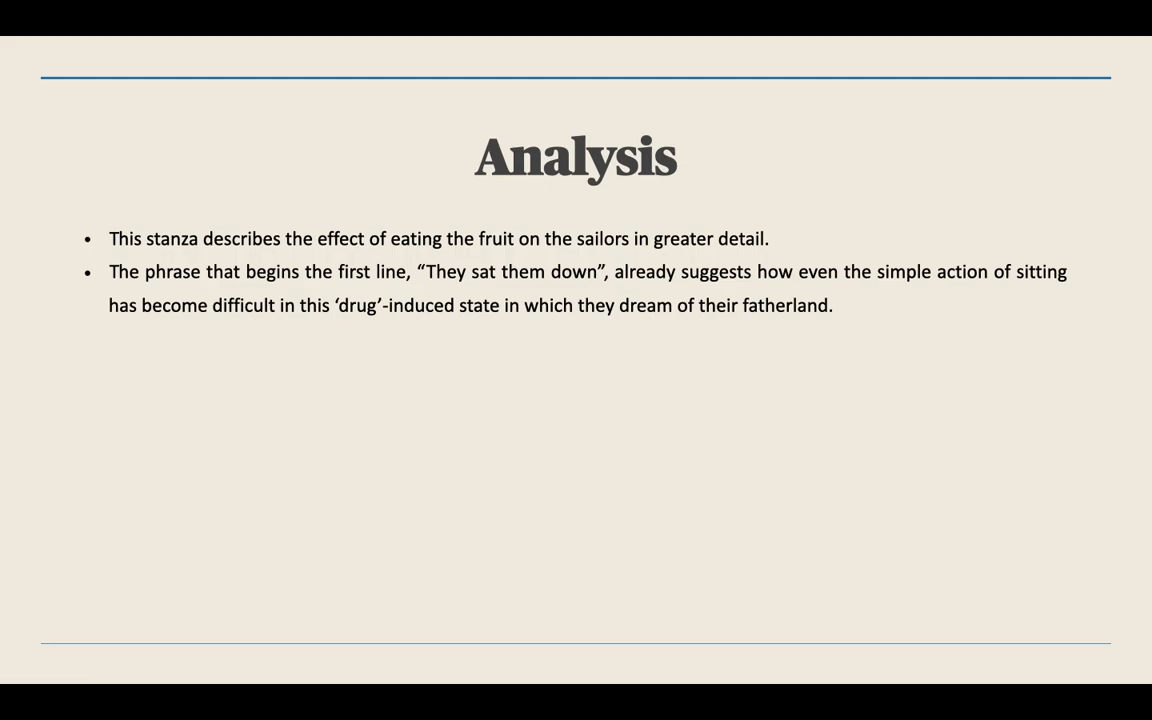 Analysis
• This stanza describes the effect of eating the fruit on the sailors in greater detail.
• The phrase that begins the first line, “They sat them down”, already suggests how even the simple action of sitting
has become difficult in this ‘drug’-induced state in which they dream of their fatherland.